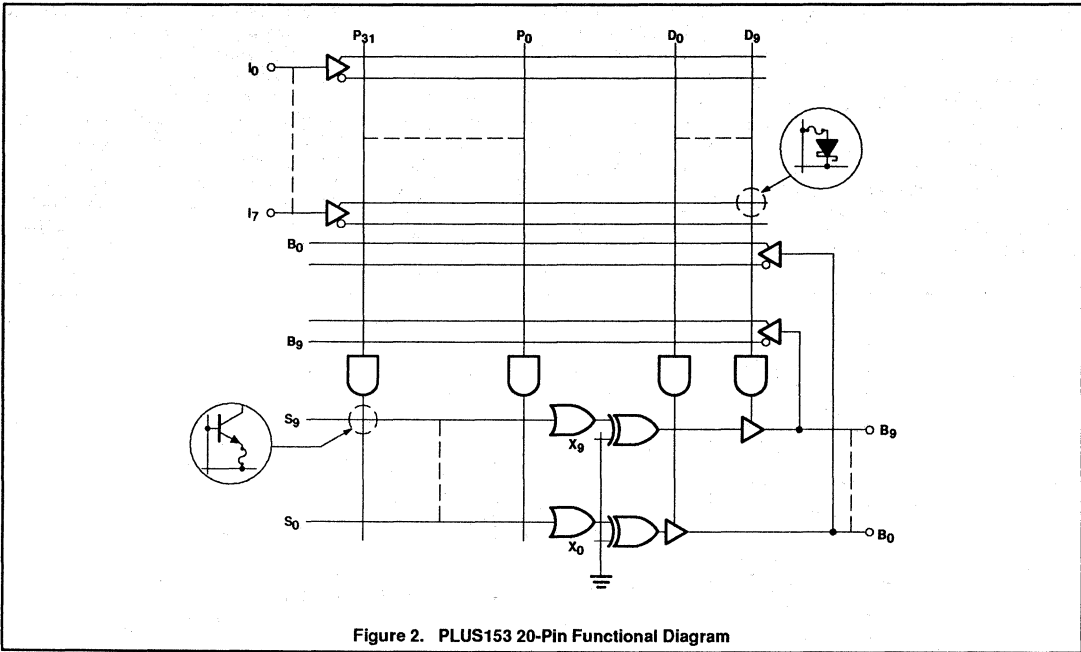 P31 P0 D0 D9
I0
I7
B0
B9
S9
X9
B9
S0
X0
B0
Figure 2. PLUS153 20-Pin Functional Diagram